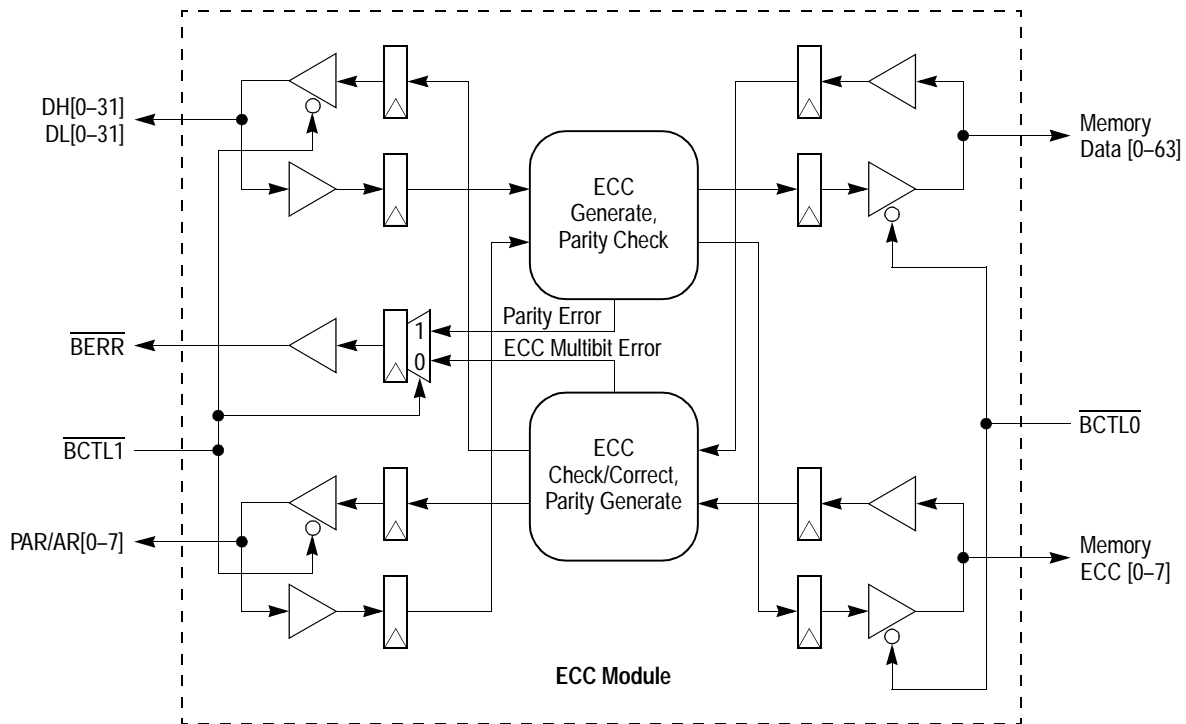 DH[0–31]
DL[0–31]
Memory
Data [0–63]
ECC
Generate,
Parity Check
Parity Error
1
BERR
ECC Multibit Error
0
BCTL1
BCTL0
ECC
Check/Correct,
Parity Generate
PAR/AR[0–7]
Memory
ECC [0–7]
ECC Module